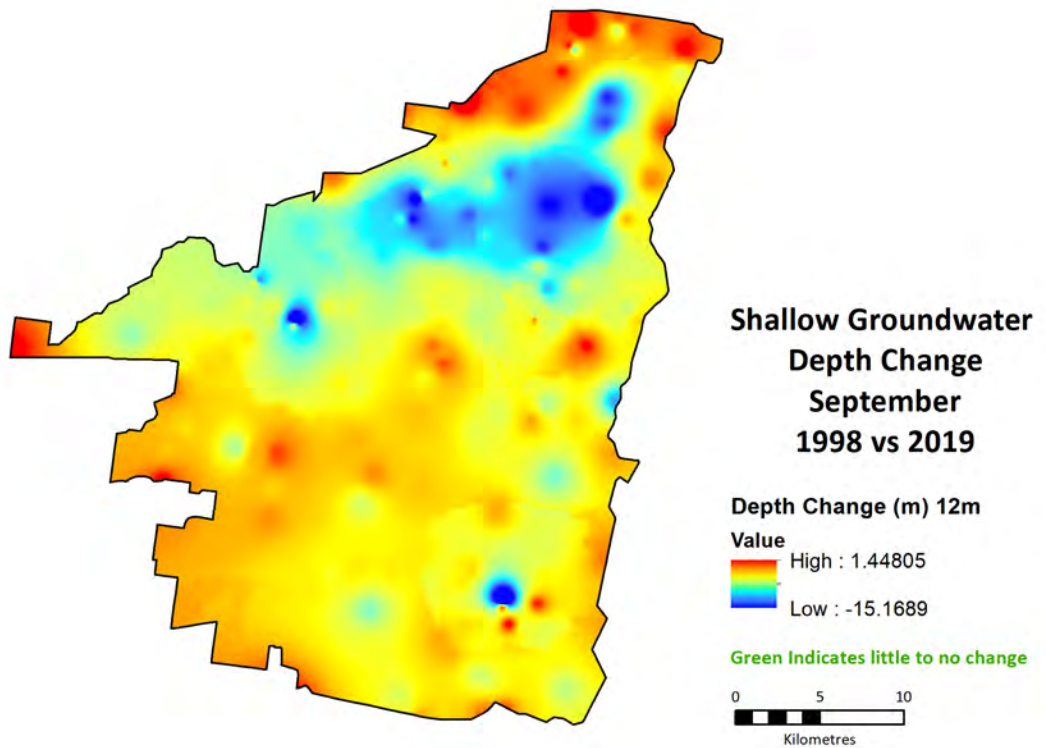 Shallow Groundwater
Depth Change
September
1998 vs 2019
Depth Change (m) 12m
Value
High : 1.44805
Low : -15.1689
Green Indicates little to no change
0 5 10
Kilometres